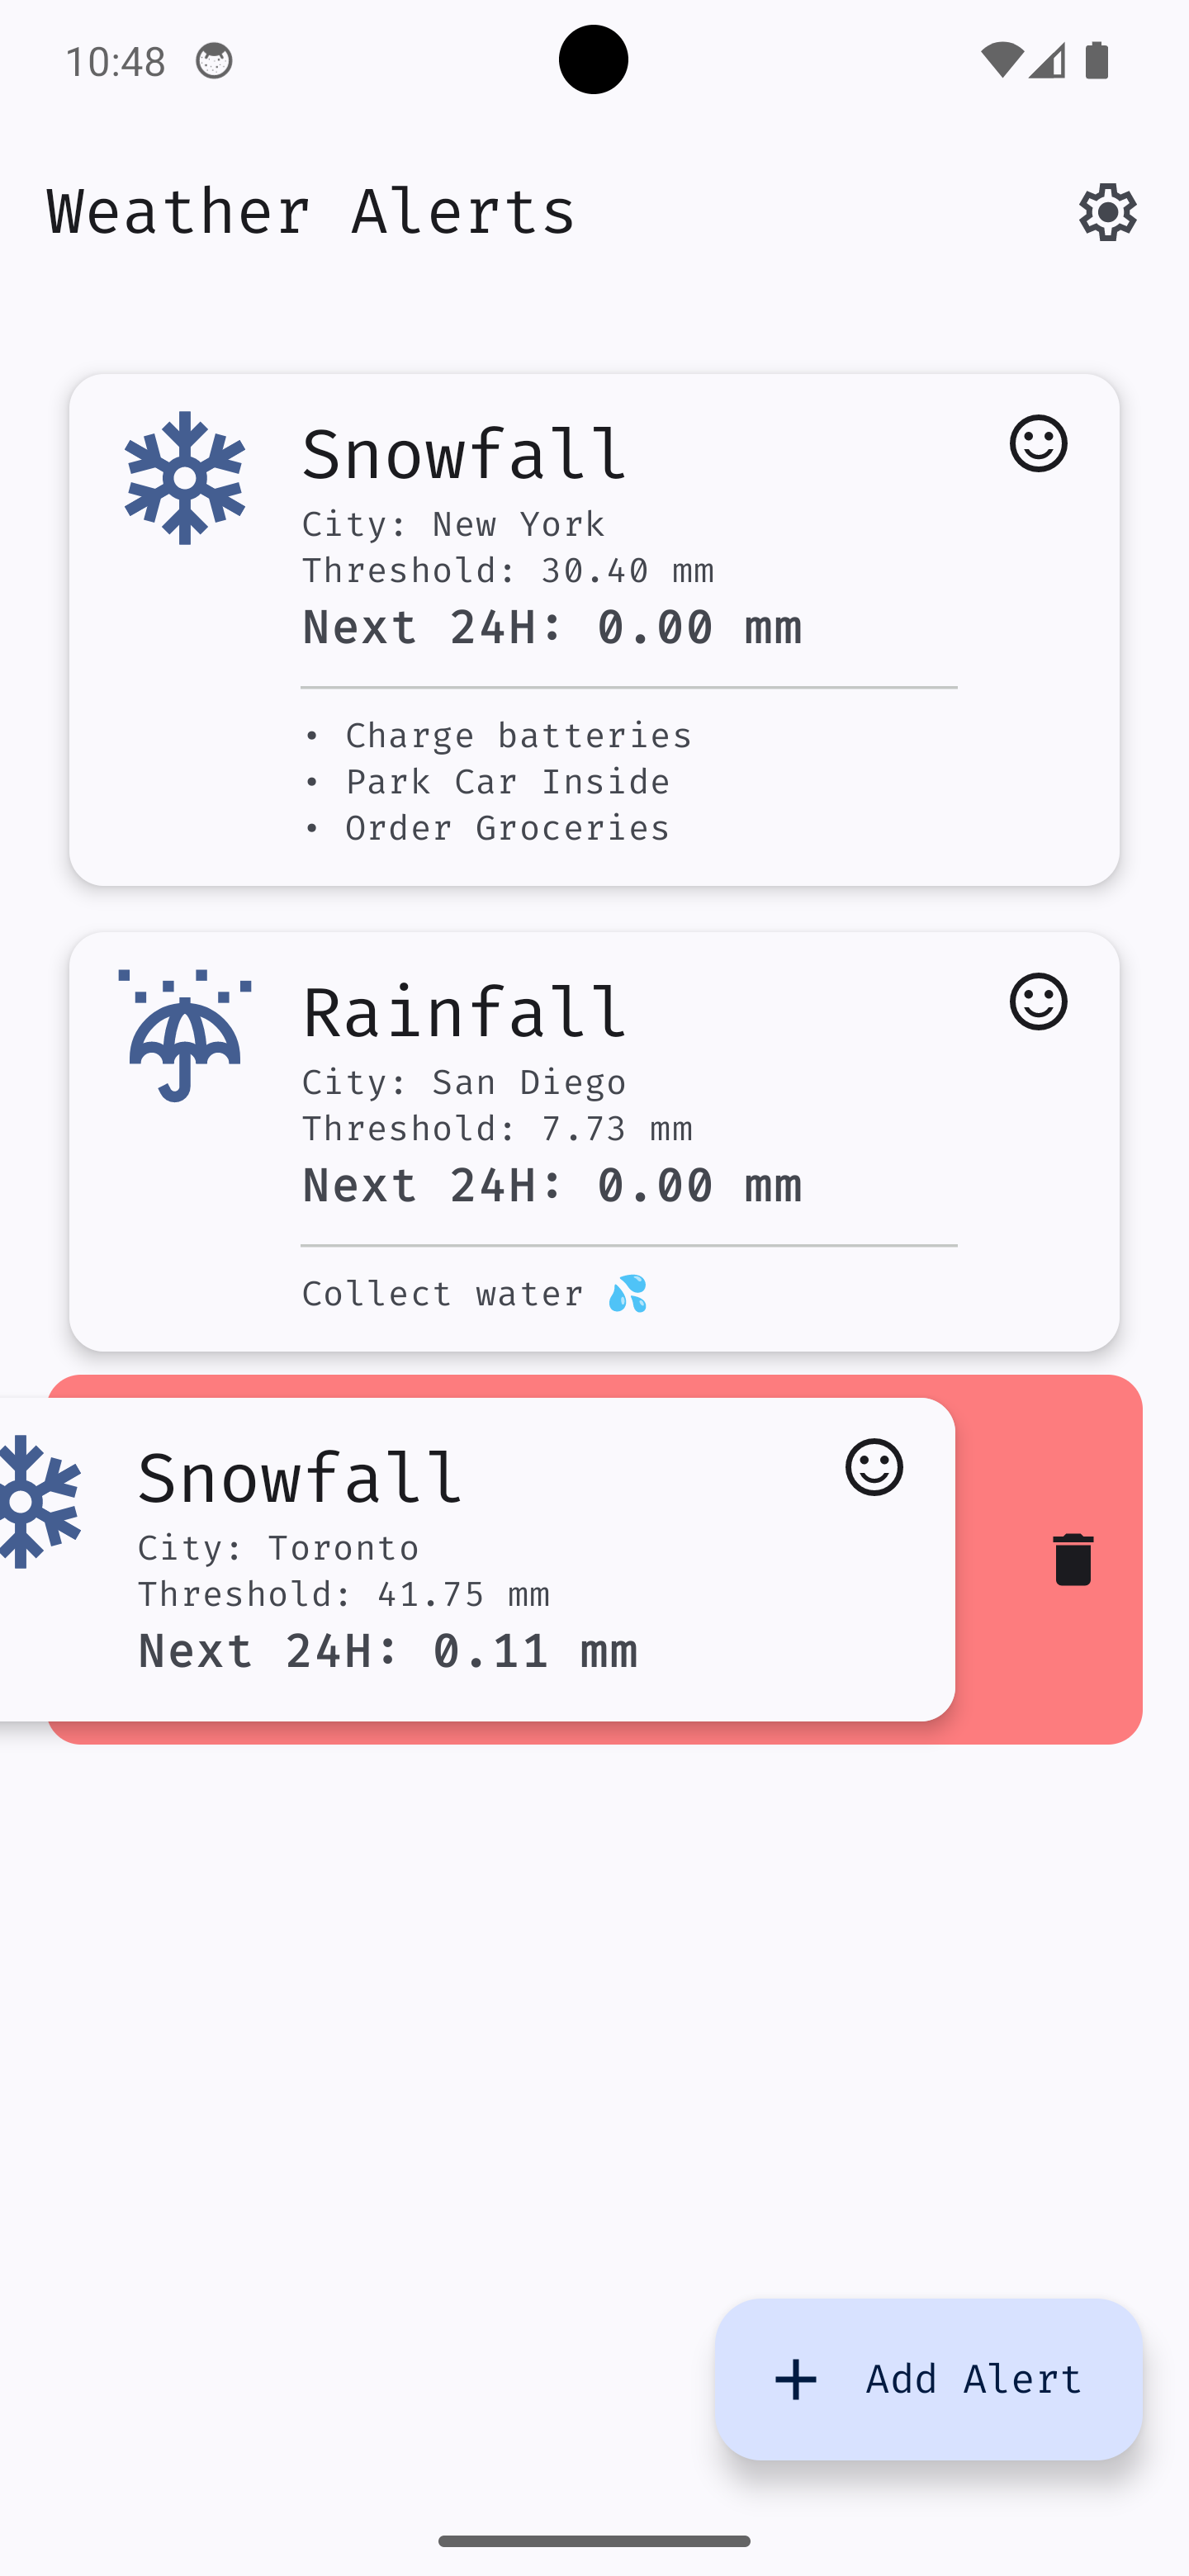 10:48
Weather Alerts
Snowfall
City: New York
Threshold: 30.40 mm
Next 24H: 0.00 mm
• Charge batteries
• Park Car Inside
• Order Groceries
Rainfall
City: San Diego
Threshold: 7.73 mm
Next 24H: 0.00 mm
Collect water 💦
Snowfall
City: Toronto
Threshold: 41.75 mm
Next 24H: 0.11 mm
+ Add Alert